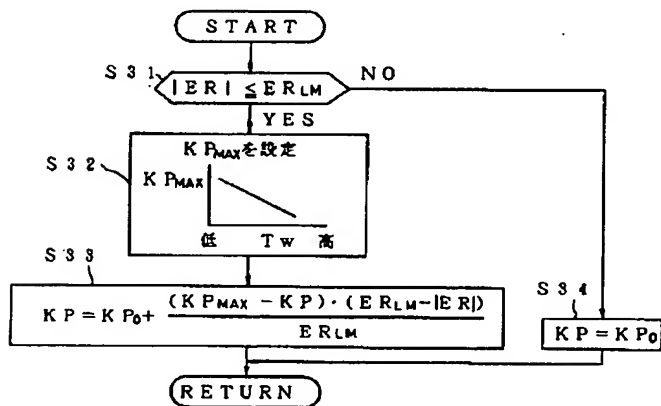 START
S31
|ER| ≦ ERLM
NO
YES
S32
KPMAXを設定
KPMAX
低 Tw 高
S33
KP = KP0 + (KPMAX - KP)·(ERLM - |ER|)
ERLM
S34
KP = KP0
RETURN